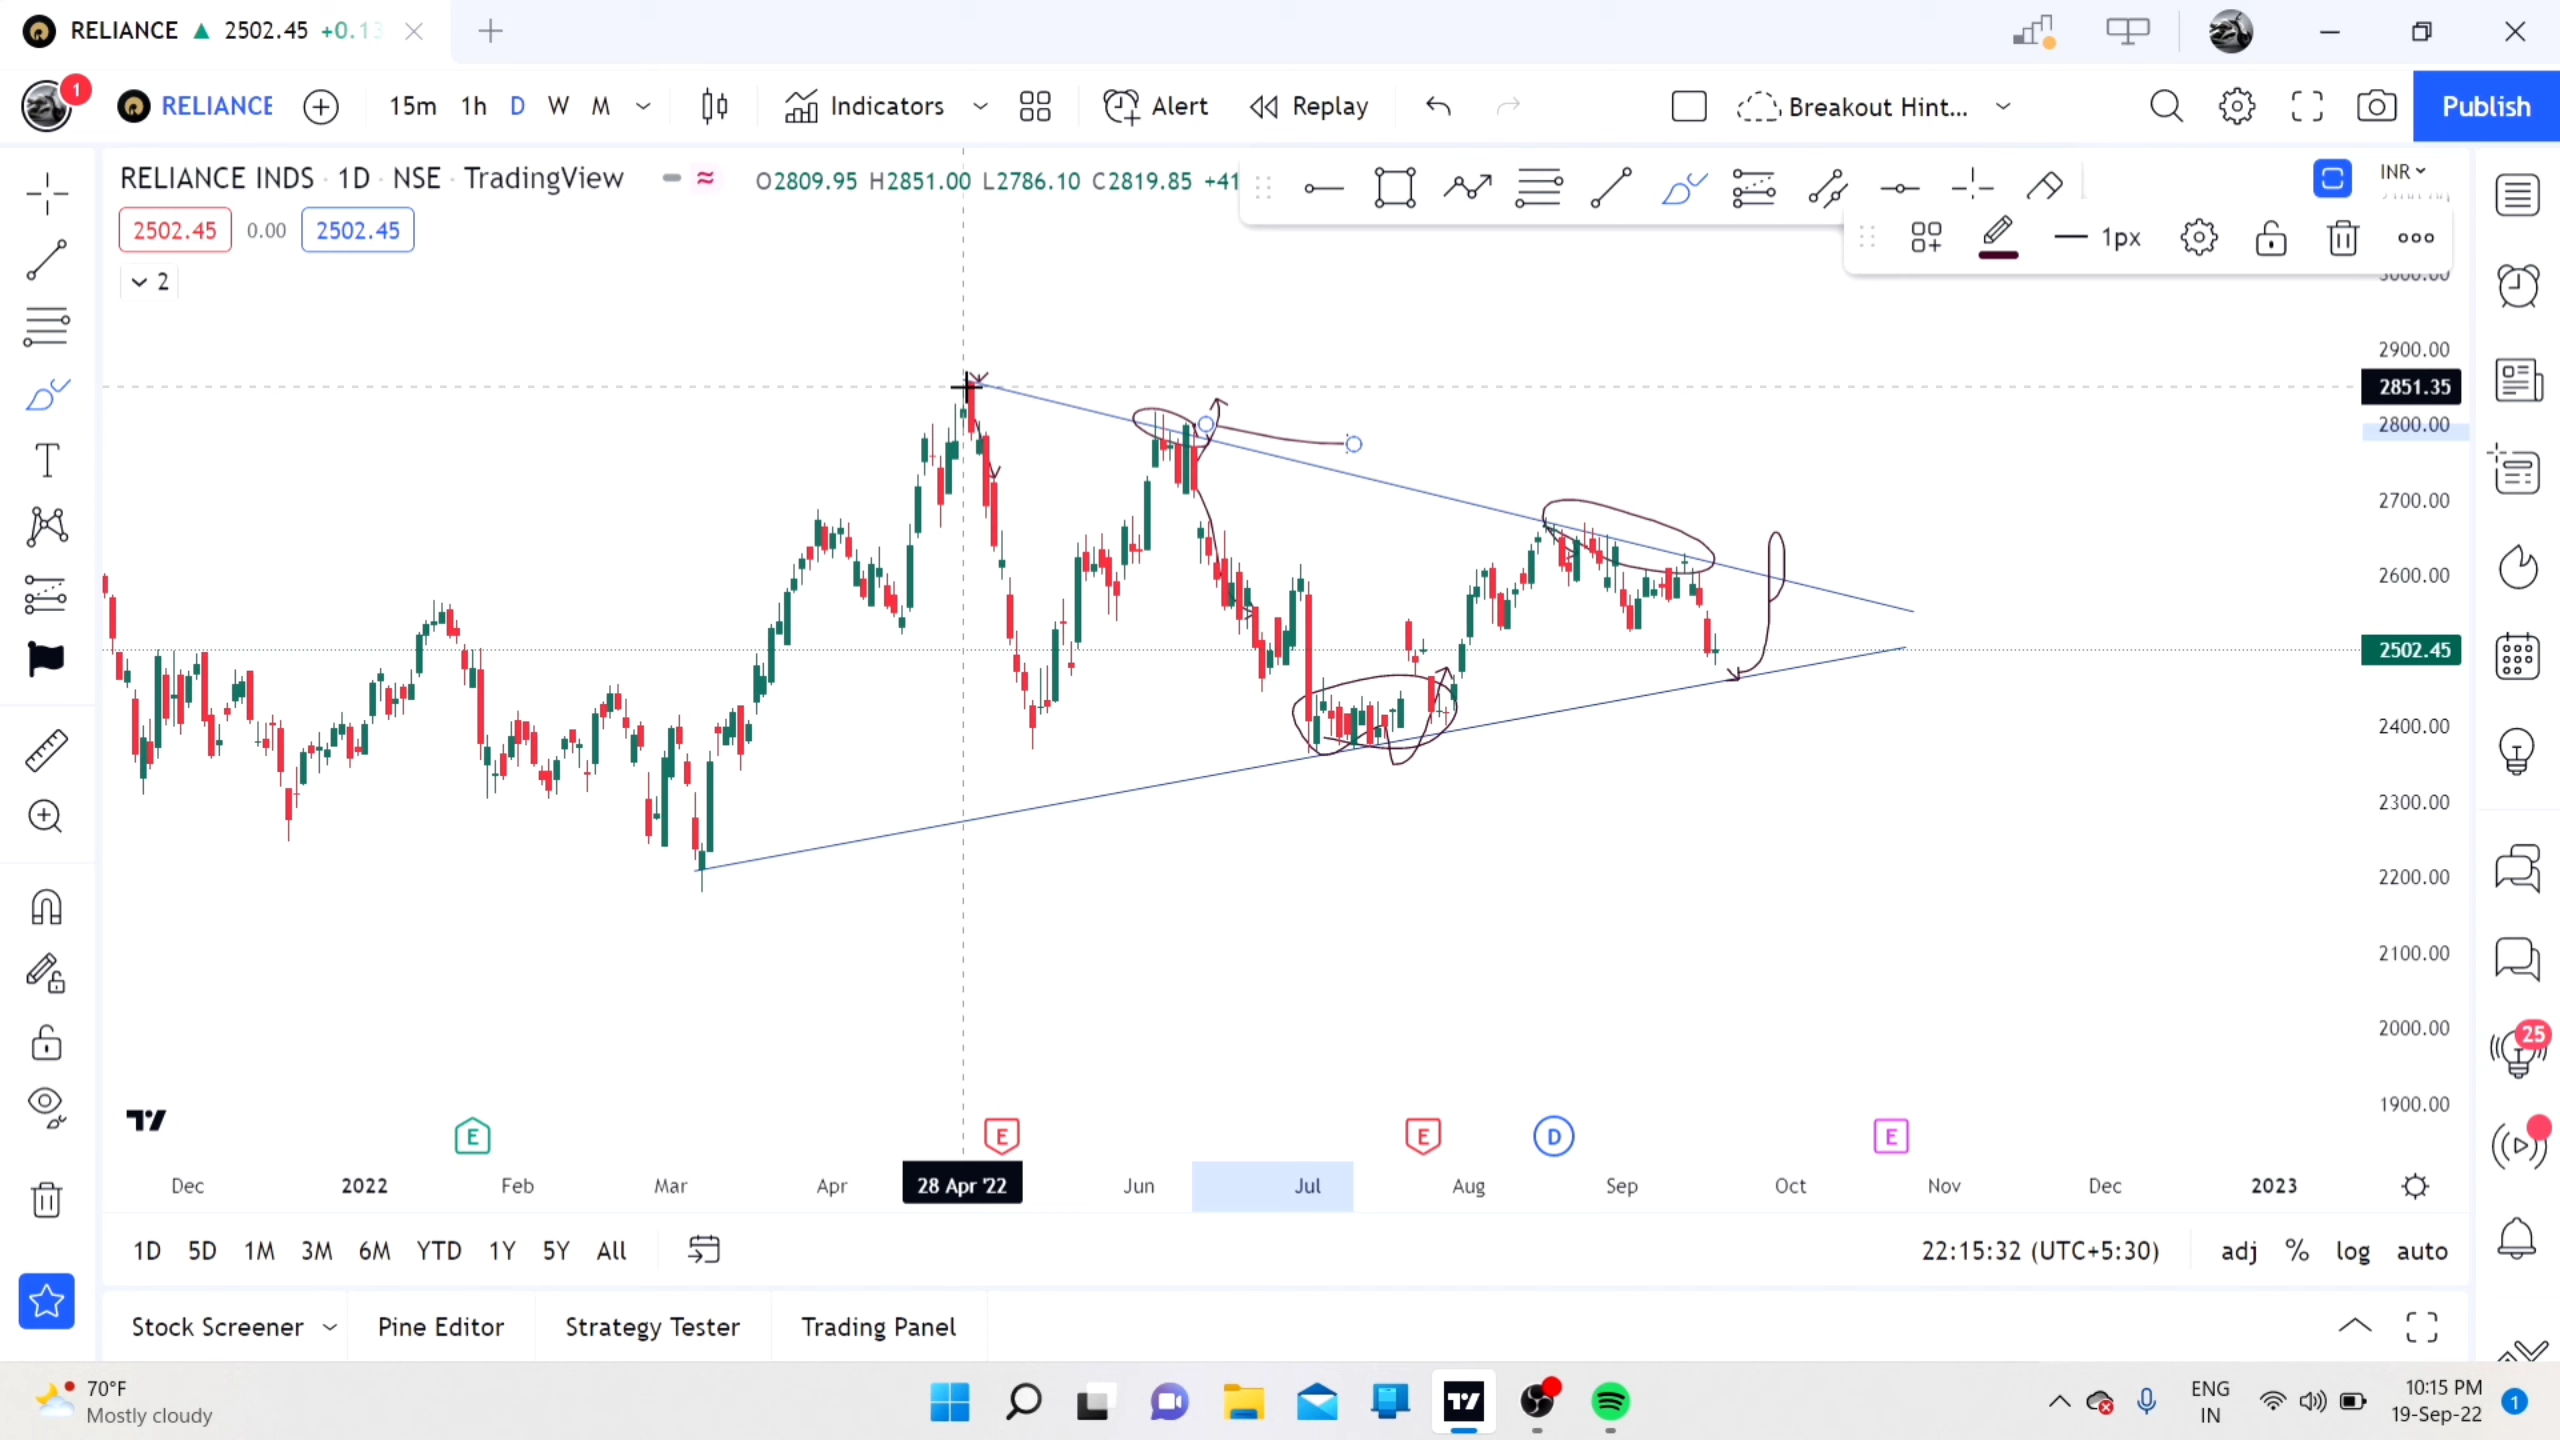 RELIANCE ▲ 2502.45 +0.13
1
RELIANCE 15m 1h D W M Indicators Alert Replay Breakout Hint... Publish
RELIANCE INDS · 1D · NSE · TradingView O2809.95 H2851.00 L2786.10 C2819.85 +41 INR
2502.45 0.00 2502.45
1px
2
3000.00
2900.00
2851.35
2800.00
2700.00
2600.00
2502.45
2400.00
2300.00
2200.00
2100.00
2000.00
1900.00
25
E E E D E
Dec 2022 Feb Mar Apr 28 Apr '22 Jun Jul Aug Sep Oct Nov Dec 2023
1D 5D 1M 3M 6M YTD 1Y 5Y All 22:15:32 (UTC+5:30) adj % log auto
Stock Screener Pine Editor Strategy Tester Trading Panel
70°F
Mostly cloudy
ENG
IN
10:15 PM
19-Sep-22
1